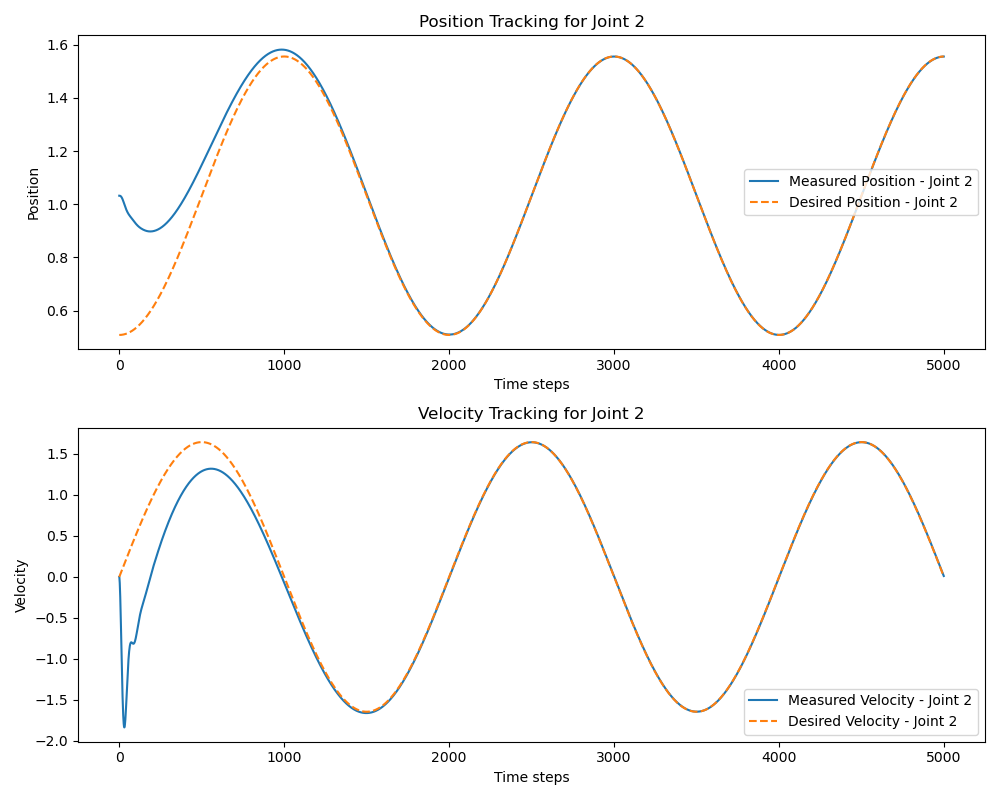 Position Tracking for Joint 2
1.6
1.4
1.2
1.0
0.8
0.6
Position
Measured Position - Joint 2
Desired Position - Joint 2
0 1000 2000 3000 4000 5000
Time steps
Velocity Tracking for Joint 2
1.5
1.0
0.5
0.0
−0.5
−1.0
−1.5
−2.0
Velocity
Measured Velocity - Joint 2
Desired Velocity - Joint 2
0 1000 2000 3000 4000 5000
Time steps